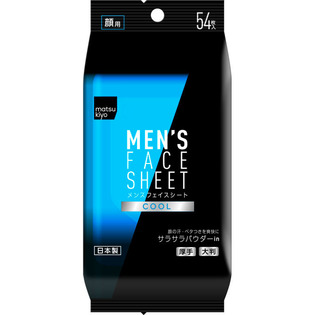 顔用
54枚入
matsu
kiyo
MEN'S
FACE
SHEET
メンズフェイスシート
COOL
顔の汗・ベタつきを爽快に
サラサラパウダーin
日本製
厚手
大判